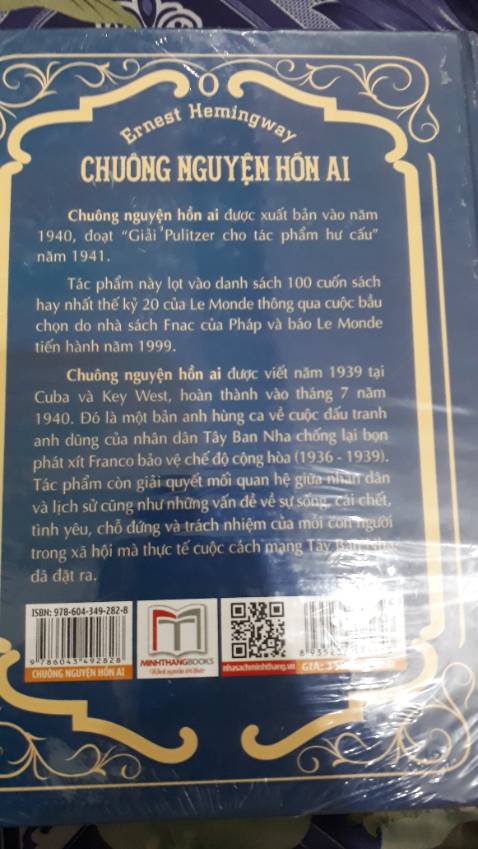 Ernest Hemingway
CHUÔNG NGUYỆN HỒN AI
Chuông nguyện hồn ai được xuất bản vào năm
1940, đoạt “Giải Pulitzer cho tác phẩm hư cấu”
năm 1941.
Tác phẩm này lọt vào danh sách 100 cuốn sách
hay nhất thế kỷ 20 của Le Monde thông qua cuộc bầu
chọn do nhà sách Fnac của Pháp và báo Le Monde
tiến hành năm 1999.
Chuông nguyện hồn ai được viết năm 1939 tại
Cuba và Key West, hoàn thành vào tháng 7 năm
1940. Đó là một bản anh hùng ca về cuộc đấu tranh
anh dũng của nhân dân Tây Ban Nha chống lại bọn
phát xít Franco bảo vệ chế độ cộng hòa (1936 - 1939).
Tác phẩm còn giải quyết mối quan hệ giữa nhân dân
và lịch sử cũng như những vấn đề về sự sống, cái chết,
tình yêu, chỗ đứng và trách nhiệm của mỗi con người
trong xã hội mà thực tế cuộc cách mạng Tây Ban Nha
đã đặt ra.
ISBN: 978-604-349-282-8
9 786043 492828
CHUÔNG NGUYỆN HỒN AI
MINHTHANGBOOKS
Khơi nguồn tri thức
nhasachminhthang.vn
GIÁ: